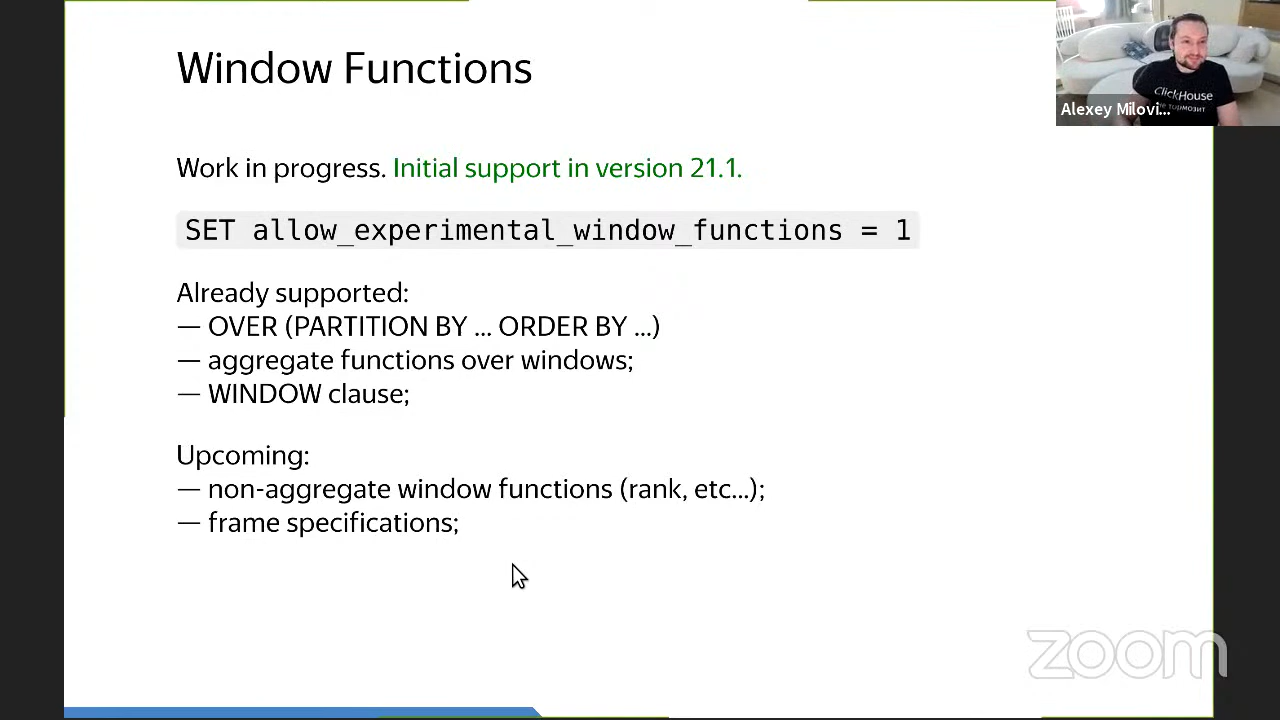 Window Functions
Work in progress. Initial support in version 21.1.
SET allow_experimental_window_functions = 1
Already supported:
— OVER (PARTITION BY ... ORDER BY ...)
— aggregate functions over windows;
— WINDOW clause;
Upcoming:
— non-aggregate window functions (rank, etc...);
— frame specifications;
ClickHouse
не тормозит
Alexey Milovi...
zoom